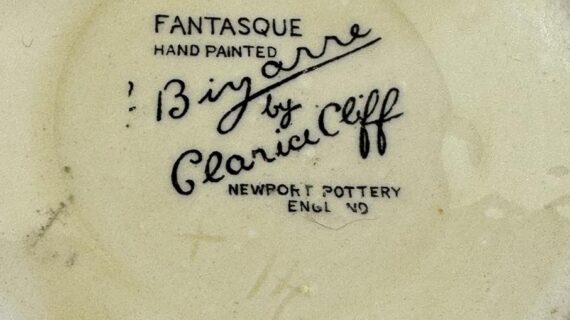 FANTASQUE
HAND PAINTED
Bizarre
by
Clarice Cliff
NEWPORT POTTERY
ENGL ND